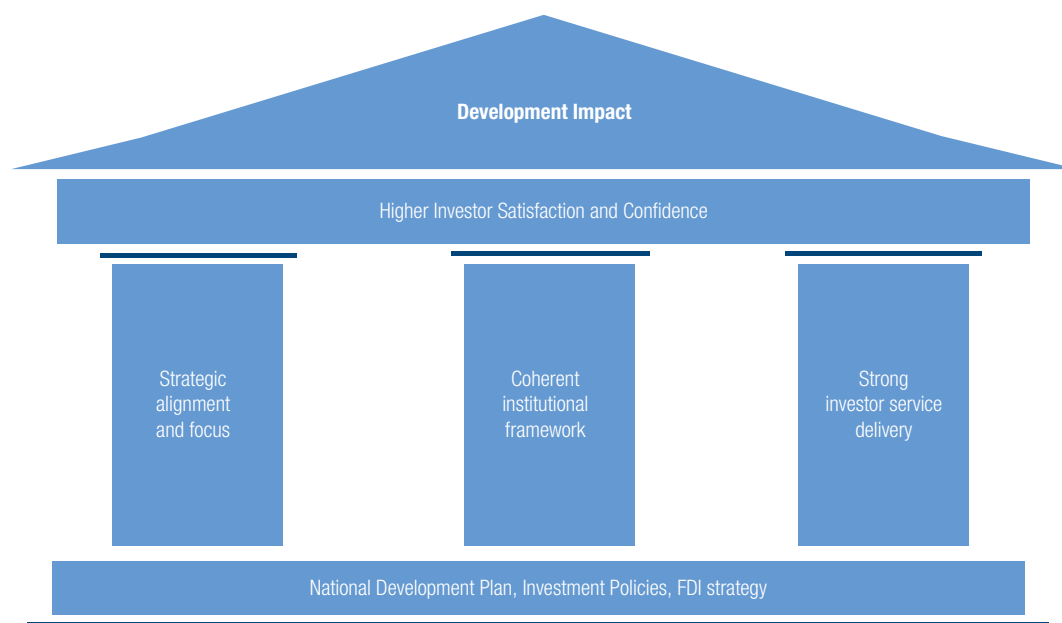 Development Impact
Higher Investor Satisfaction and Confidence
Strategic
alignment
and focus
Coherent
institutional
framework
Strong
investor service
delivery
National Development Plan, Investment Policies, FDI strategy